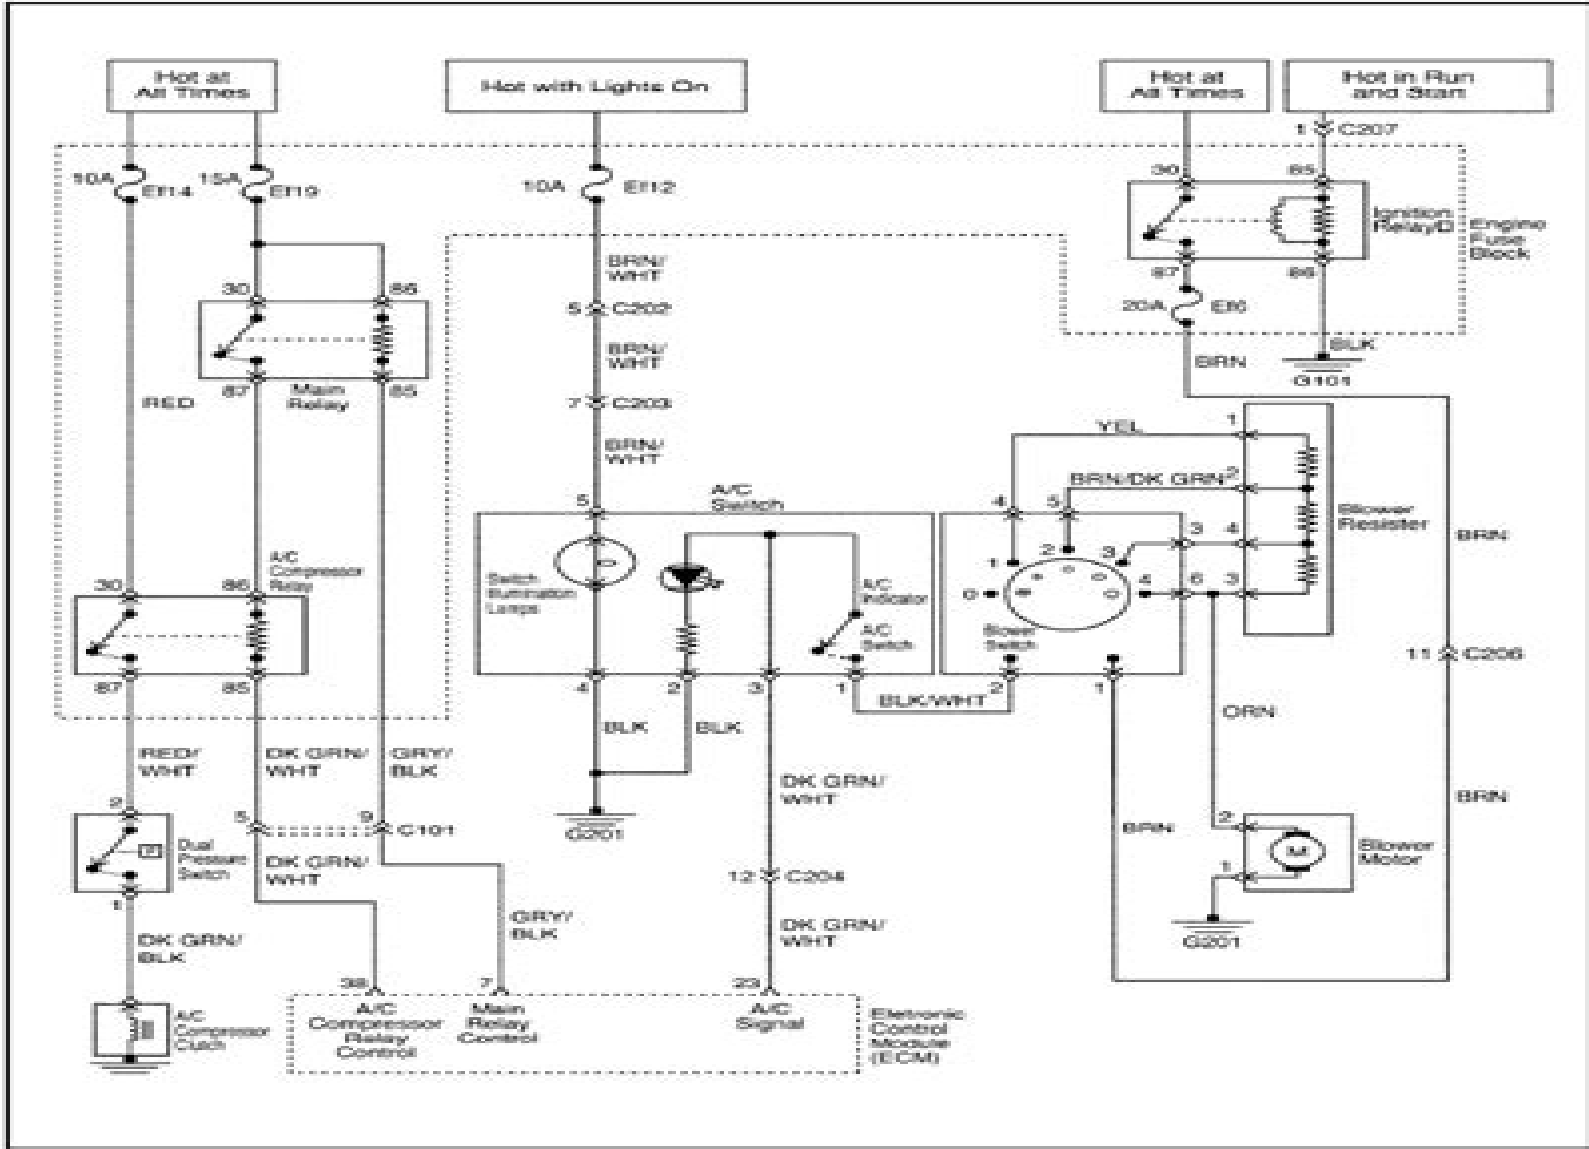 Hot at
All Times
Hot with Lights On
Hot at
All Times
Hot in Run
and Start
1 C207
10A Ef14
15A Ef19
10A Ef12
30 85
Ignition
Relay/D
Engine
Fuse
Block
BRN/
WHT
87 86
30 86
20A Ef6
5 C202
BRN/
WHT
BLK
BRN
G101
87 85
Main
Relay
RED
7 C203
BRN/
WHT
YEL
1
BRN/DK GRN 2
A/C
Switch
5
4 5
3 4
Blower
Resister
BRN
1 2 3
A/C
Compressor
Relay
30 86
Switch
Illumination
Lamps
A/C
Indicator
A/C
Switch
0
4 6 3
Blower
Switch
11 C206
87 85
4 2 3 1
BLK/WHT
2 1
ORN
BLK BLK
RED/
WHT
DK GRN/
WHT
GRY/
BLK
DK GRN/
WHT
BRN
2
5 9 C101
G201
BRN
2
M
1
Blower
Motor
P
Dual
Pressure
Switch
DK GRN/
WHT
1
12 C204
GRY/
BLK
DK GRN/
WHT
G201
DK GRN/
BLK
38 7 23
A/C
Compressor
Relay
Control
Main
Relay
Control
A/C
Signal
Eletronic
Control
Module
(ECM)
A/C
Compressor
Clutch